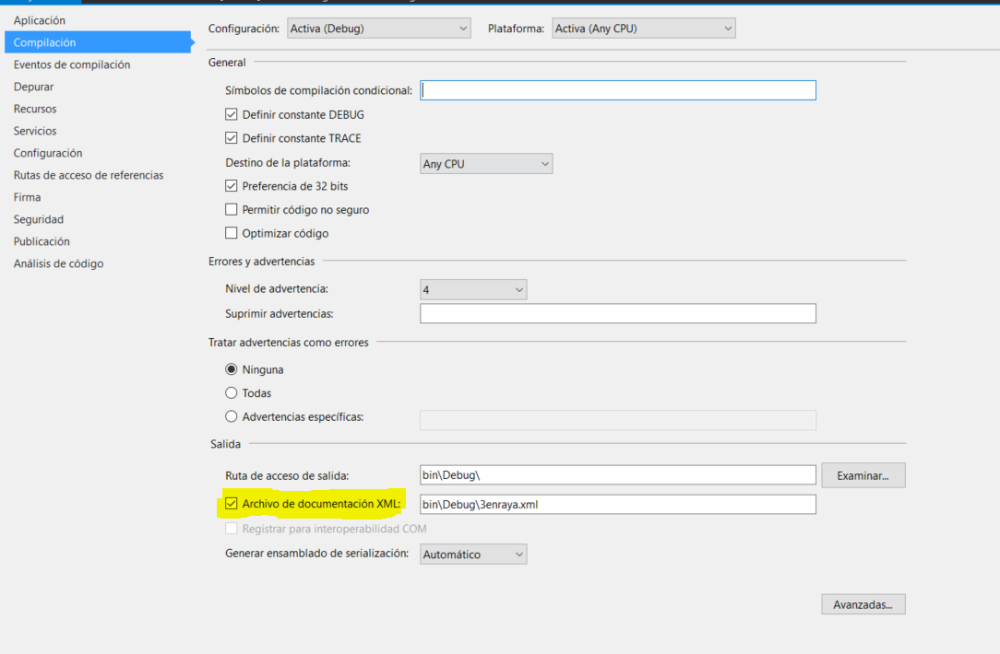 Aplicación
Compilación
Eventos de compilación
Depurar
Recursos
Servicios
Configuración
Rutas de acceso de referencias
Firma
Seguridad
Publicación
Análisis de código
Configuración: Activa (Debug) Plataforma: Activa (Any CPU)
General
Símbolos de compilación condicional:
Definir constante DEBUG
Definir constante TRACE
Destino de la plataforma: Any CPU
Preferencia de 32 bits
Permitir código no seguro
Optimizar código
Errores y advertencias
Nivel de advertencia: 4
Suprimir advertencias:
Tratar advertencias como errores
Ninguna
Todas
Advertencias específicas:
Salida
Ruta de acceso de salida: bin\Debug\ Examinar...
Archivo de documentación XML: bin\Debug\3enraya.xml
Registrar para interoperabilidad COM
Generar ensamblado de serialización: Automático
Avanzadas...